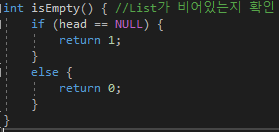 int isEmpty() { //List가 비어있는지 확인
    if (head == NULL) {
        return 1;
    }
    else {
        return 0;
    }
}